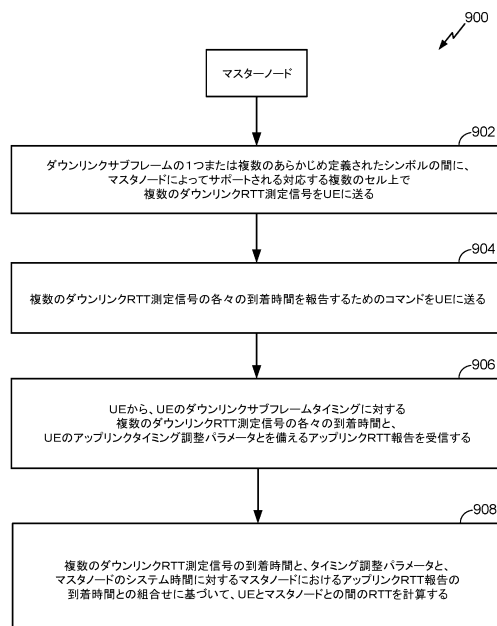 900
マスターノード
902
ダウンリンクサブフレームの1つまたは複数のあらかじめ定義されたシンボルの間に、
マスタノードによってサポートされる対応する複数のセル上で
複数のダウンリンクRTT測定信号をUEに送る
904
複数のダウンリンクRTT測定信号の各々の到着時間を報告するためのコマンドをUEに送る
906
UEから、UEのダウンリンクサブフレームタイミングに対する
複数のダウンリンクRTT測定信号の各々の到着時間と、
UEのアップリンクタイミング調整パラメータとを備えるアップリンクRTT報告を受信する
908
複数のダウンリンクRTT測定信号の到着時間と、タイミング調整パラメータと、
マスタノードのシステム時間に対するマスタノードにおけるアップリンクRTT報告の
到着時間との組合せに基づいて、UEとマスタノードとの間のRTTを計算する